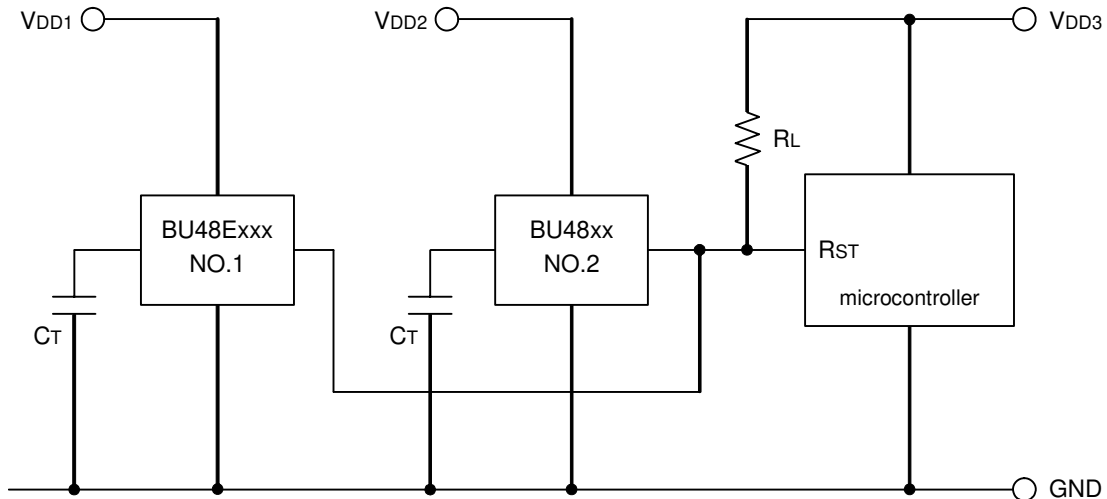 VDD1
VDD2
VDD3
RL
BU48Exxx
NO.1
BU48xx
NO.2
RST
microcontroller
CT
CT
GND